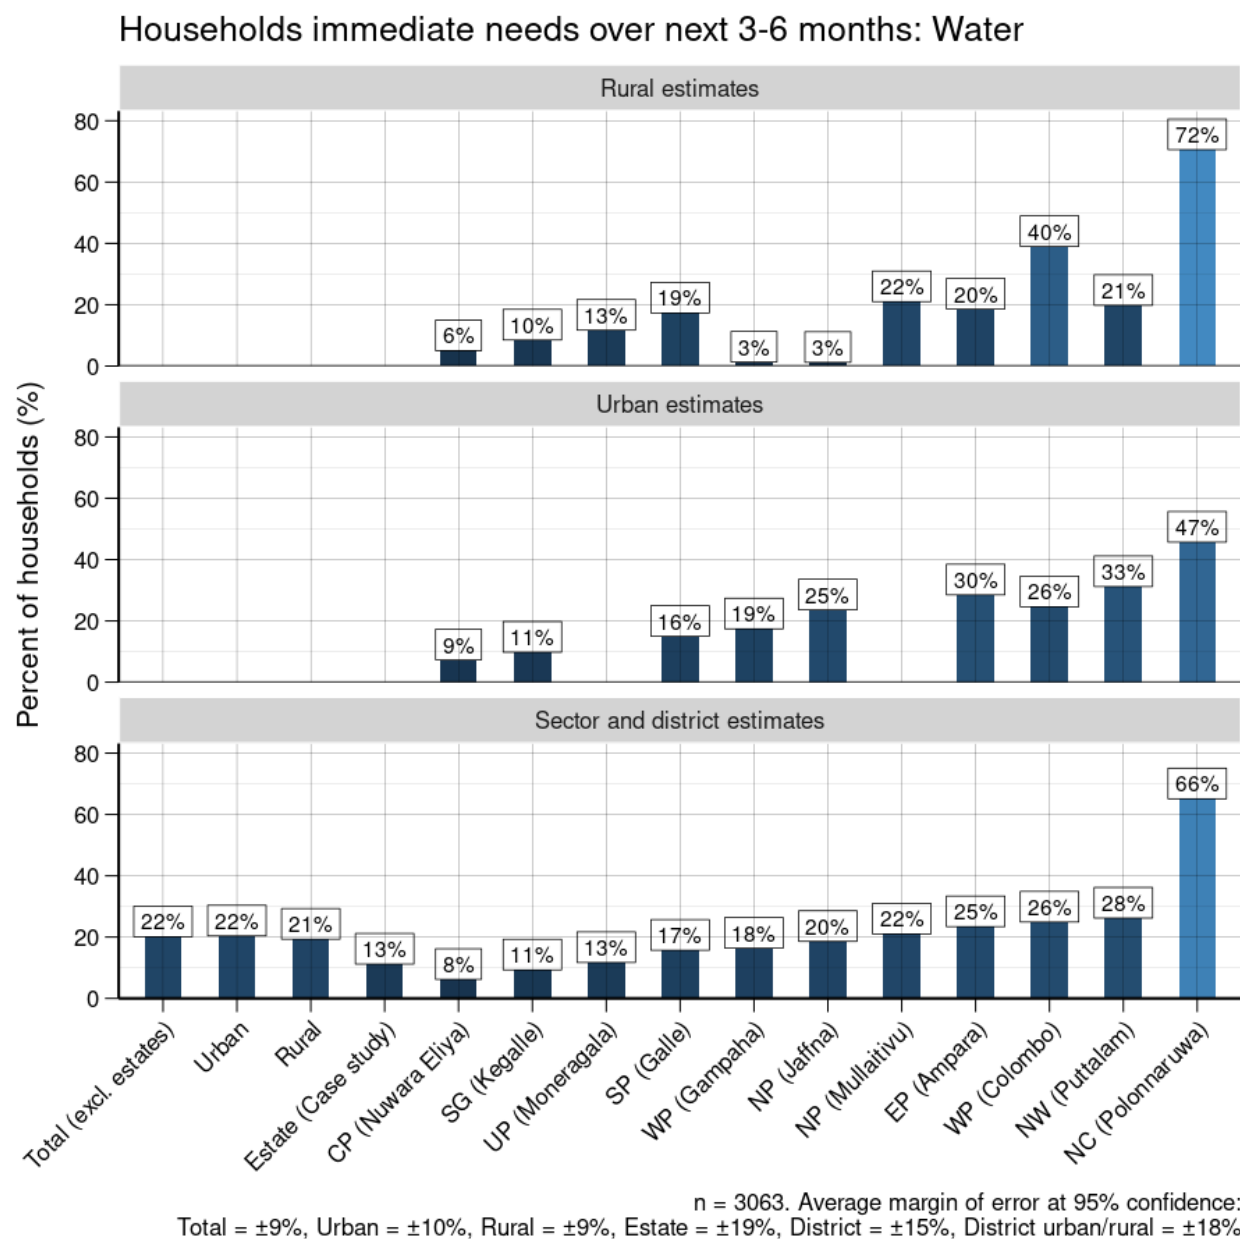 Households immediate needs over next 3-6 months: Water
Percent of households (%)
Rural estimates
80
60
40
20
0
6%
10%
13%
19%
3%
3%
22%
20%
40%
21%
72%
Urban estimates
80
60
40
20
0
9%
11%
16%
19%
25%
30%
26%
33%
47%
Sector and district estimates
80
60
40
20
0
22%
22%
21%
13%
8%
11%
13%
17%
18%
20%
22%
25%
26%
28%
66%
Total (excl. estates)
Urban
Rural
Estate (Case study)
CP (Nuwara Eliya)
SG (Kegalle)
UP (Moneragala)
SP (Galle)
WP (Gampaha)
NP (Jaffna)
NP (Mullaitivu)
EP (Ampara)
WP (Colombo)
NW (Puttalam)
NC (Polonnaruwa)
n = 3063. Average margin of error at 95% confidence:
Total = ±9%, Urban = ±10%, Rural = ±9%, Estate = ±19%, District = ±15%, District urban/rural = ±18%